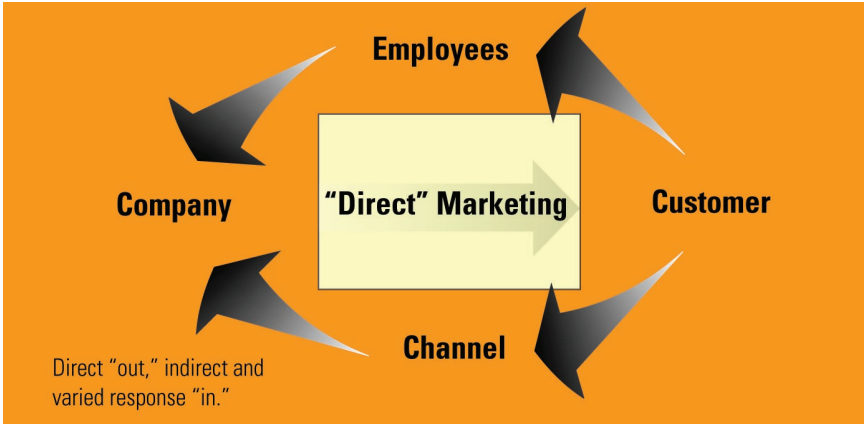 Employees
Company
“Direct” Marketing
Customer
Channel
Direct “out,” indirect and
varied response “in.”